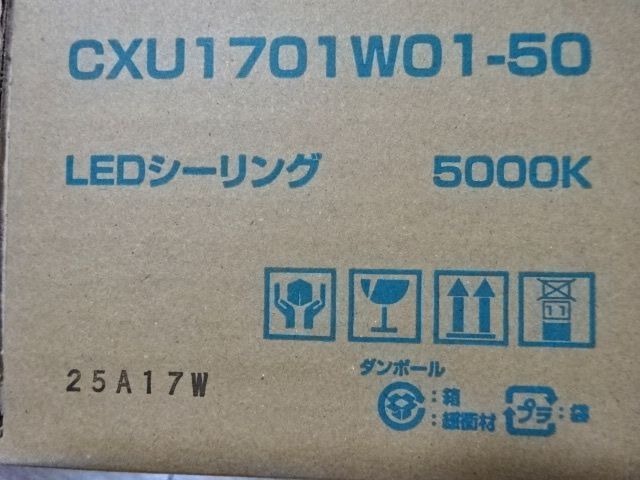 CXU1701W01-50
LEDシーリング 5000K
11
25A17W
ダンボール
:箱
:緩衝材
プラ :袋